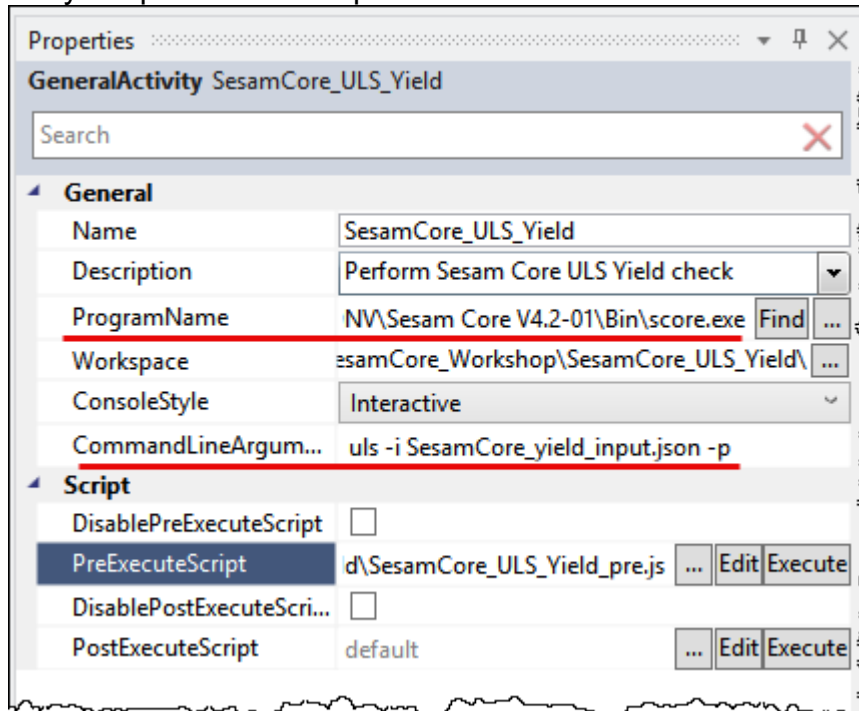 Properties
GeneralActivity SesamCore_ULS_Yield
Search
General
Name SesamCore_ULS_Yield
Description Perform Sesam Core ULS Yield check
ProgramName NV\Sesam Core V4.2-01\Bin\score.exe Find ...
Workspace esamCore_Workshop\SesamCore_ULS_Yield\ ...
ConsoleStyle Interactive
CommandLineArgum... uls -i SesamCore_yield_input.json -p
Script
DisablePreExecuteScript
PreExecuteScript ld\SesamCore_ULS_Yield_pre.js ... Edit Execute
DisablePostExecuteScri...
PostExecuteScript default ... Edit Execute